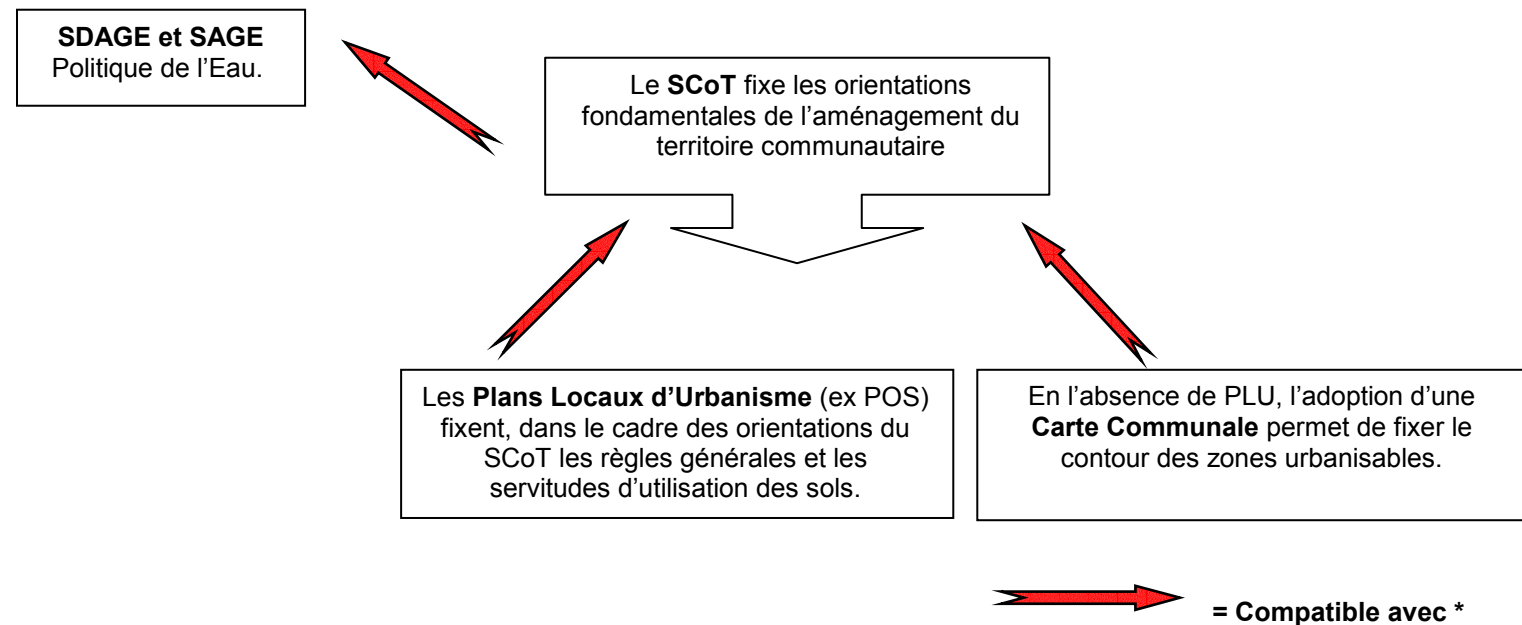 SDAGE et SAGE
Politique de l’Eau.
Le SCoT fixe les orientations
fondamentales de l’aménagement du
territoire communautaire
Les Plans Locaux d’Urbanisme (ex POS)
fixent, dans le cadre des orientations du
SCoT les règles générales et les
servitudes d’utilisation des sols.
En l’absence de PLU, l’adoption d’une
Carte Communale permet de fixer le
contour des zones urbanisables.
= Compatible avec *